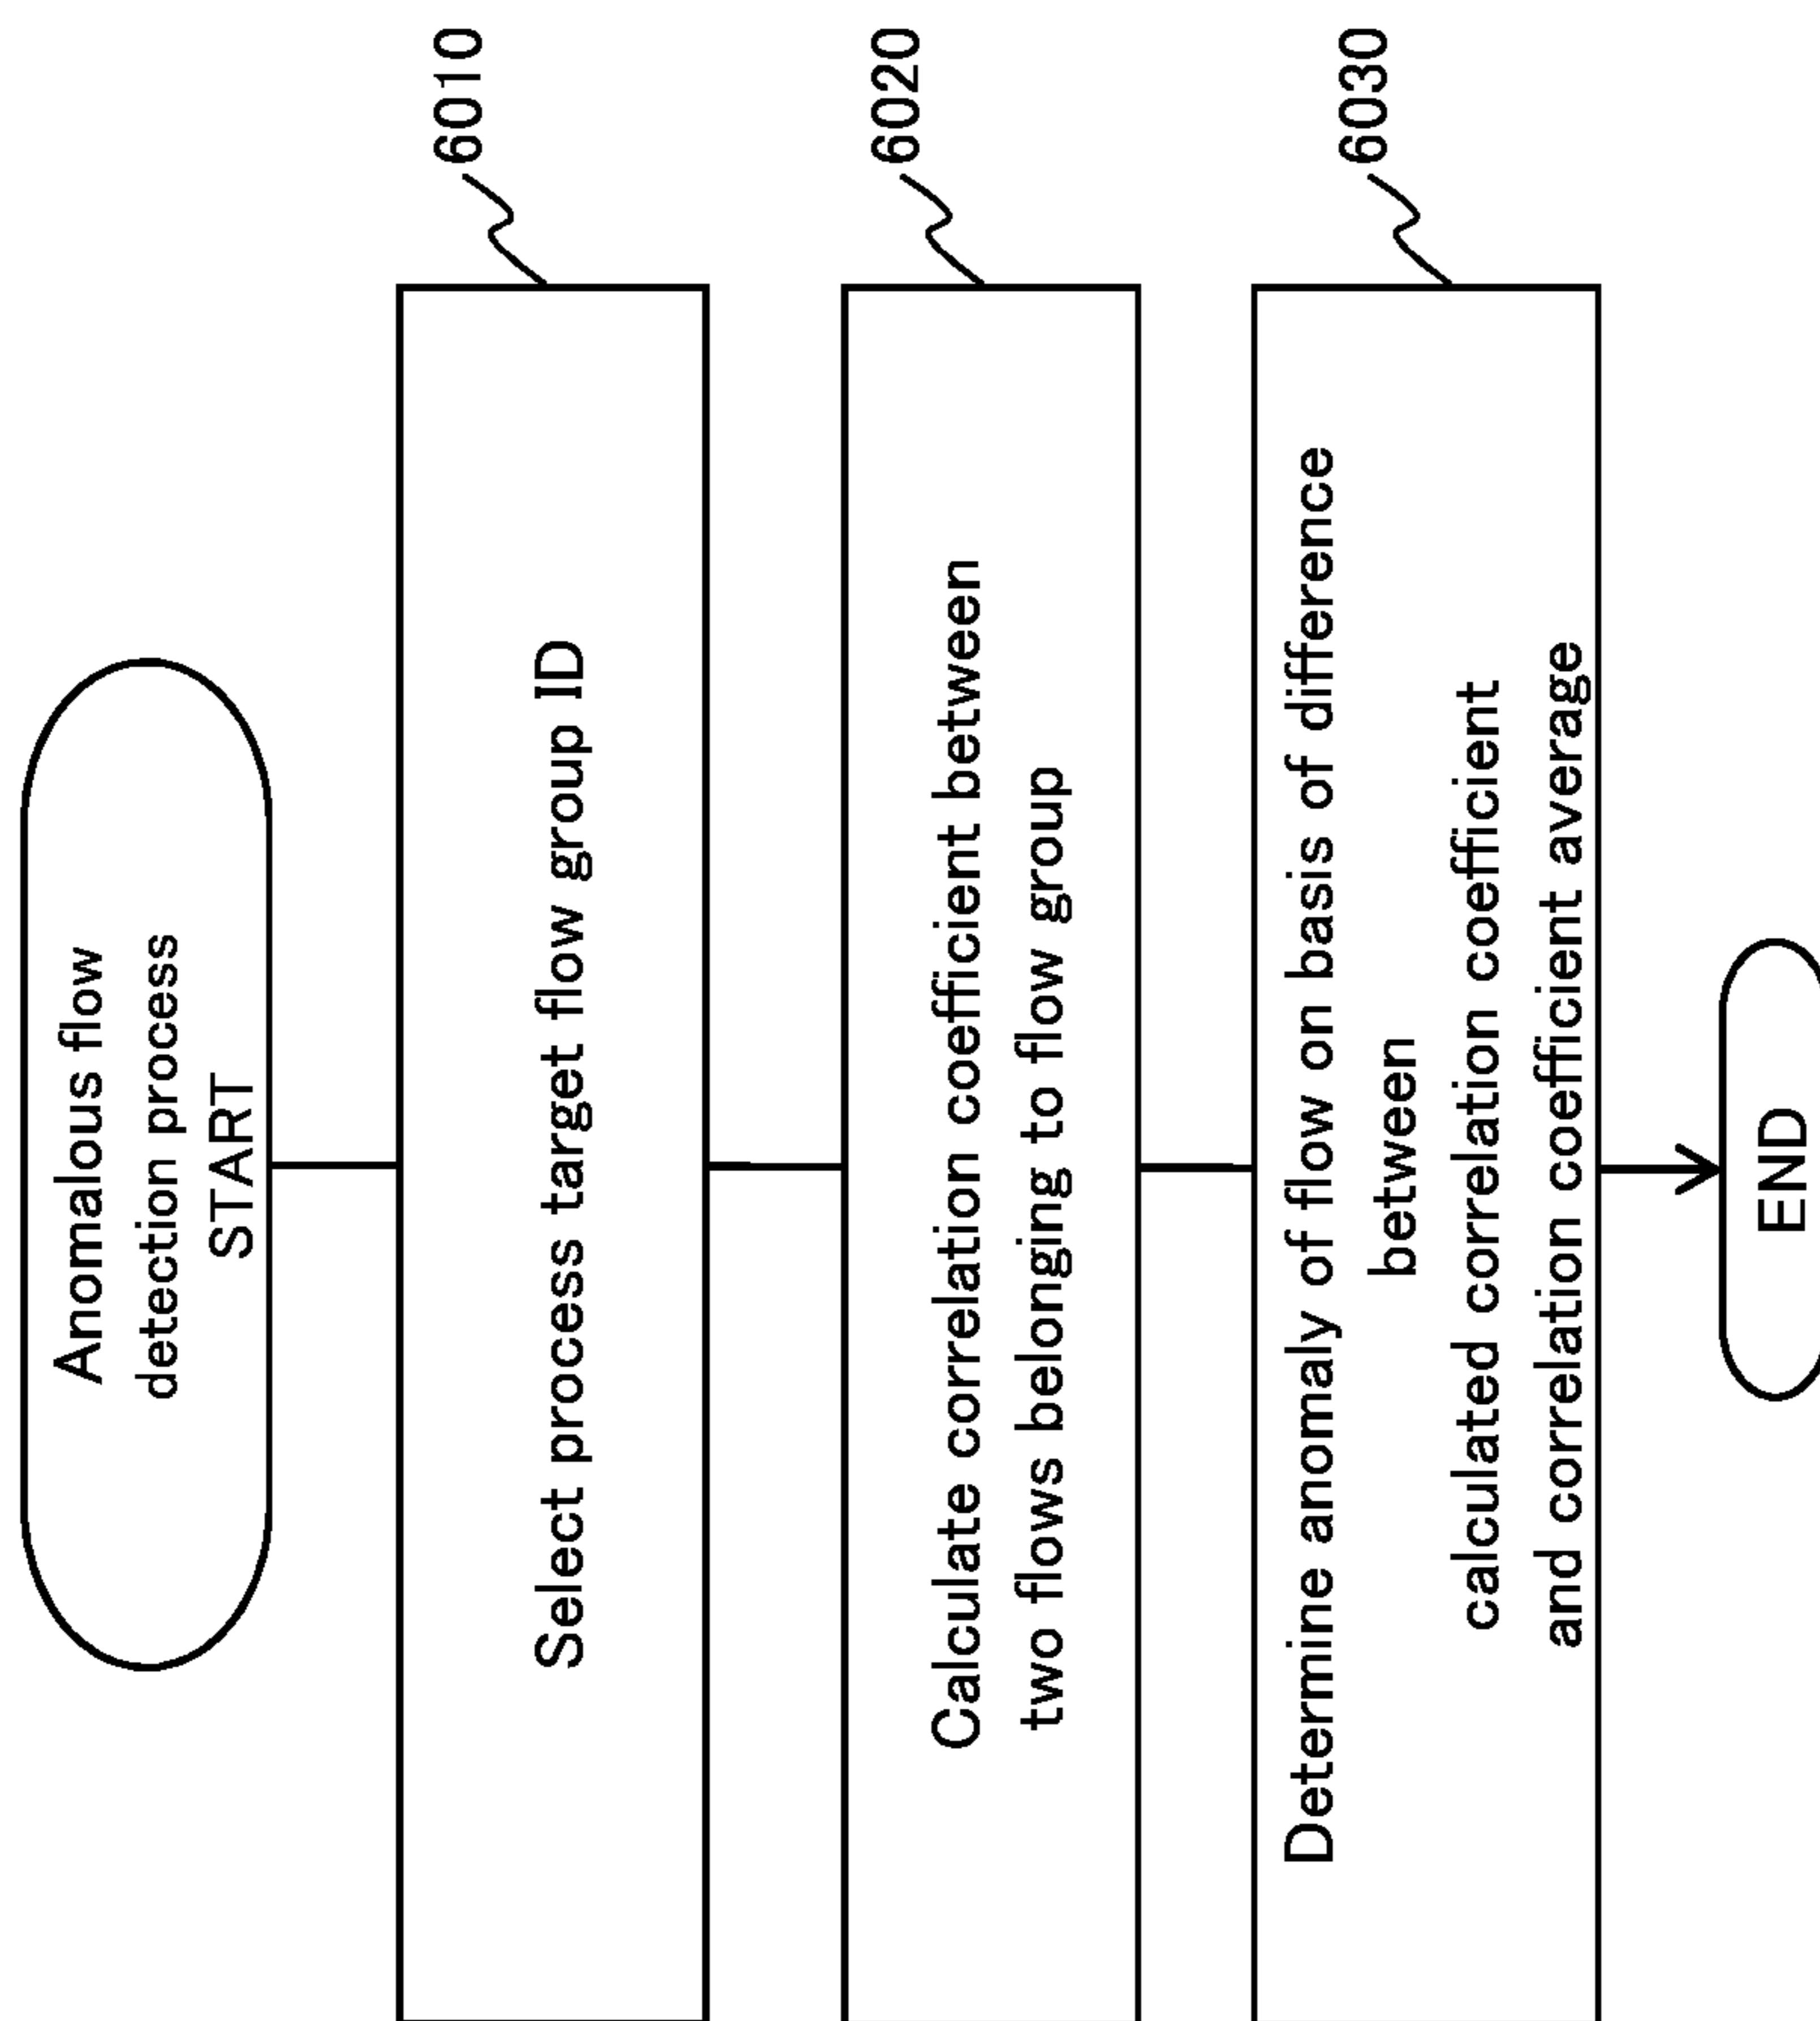 Anomalous flow
detection process
START
6010
Select process target flow group ID
6020
Calculate correlation coefficient between
two flows belonging to flow group
6030
Determine anomaly of flow on basis of difference
between
calculated correlation coefficient
and correlation coefficient average
END